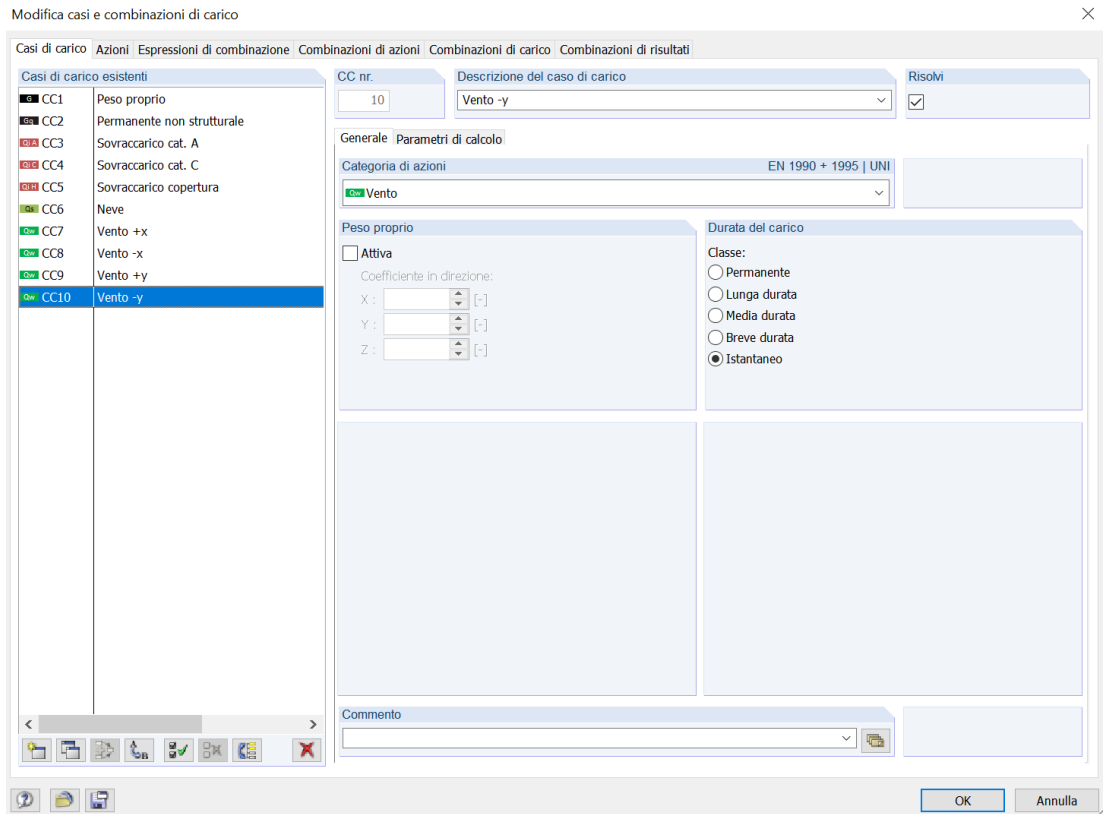 Modifica casi e combinazioni di carico
Casi di carico Azioni Espressioni di combinazione Combinazioni di azioni Combinazioni di carico Combinazioni di risultati
Casi di carico esistenti
G CC1 Peso proprio
Gq CC2 Permanente non strutturale
Qi A CC3 Sovraccarico cat. A
Qi C CC4 Sovraccarico cat. C
Qi H CC5 Sovraccarico copertura
Qs CC6 Neve
Qw CC7 Vento +x
Qw CC8 Vento -x
Qw CC9 Vento +y
Qw CC10 Vento -y
CC nr.
10
Descrizione del caso di carico
Vento -y
Risolvi
Generale Parametri di calcolo
Categoria di azioni EN 1990 + 1995 | UNI
Qw Vento
Peso proprio
Attiva
Coefficiente in direzione:
X : [-]
Y : [-]
Z : [-]
Durata del carico
Classe:
Permanente
Lunga durata
Media durata
Breve durata
Istantaneo
Commento
OK Annulla